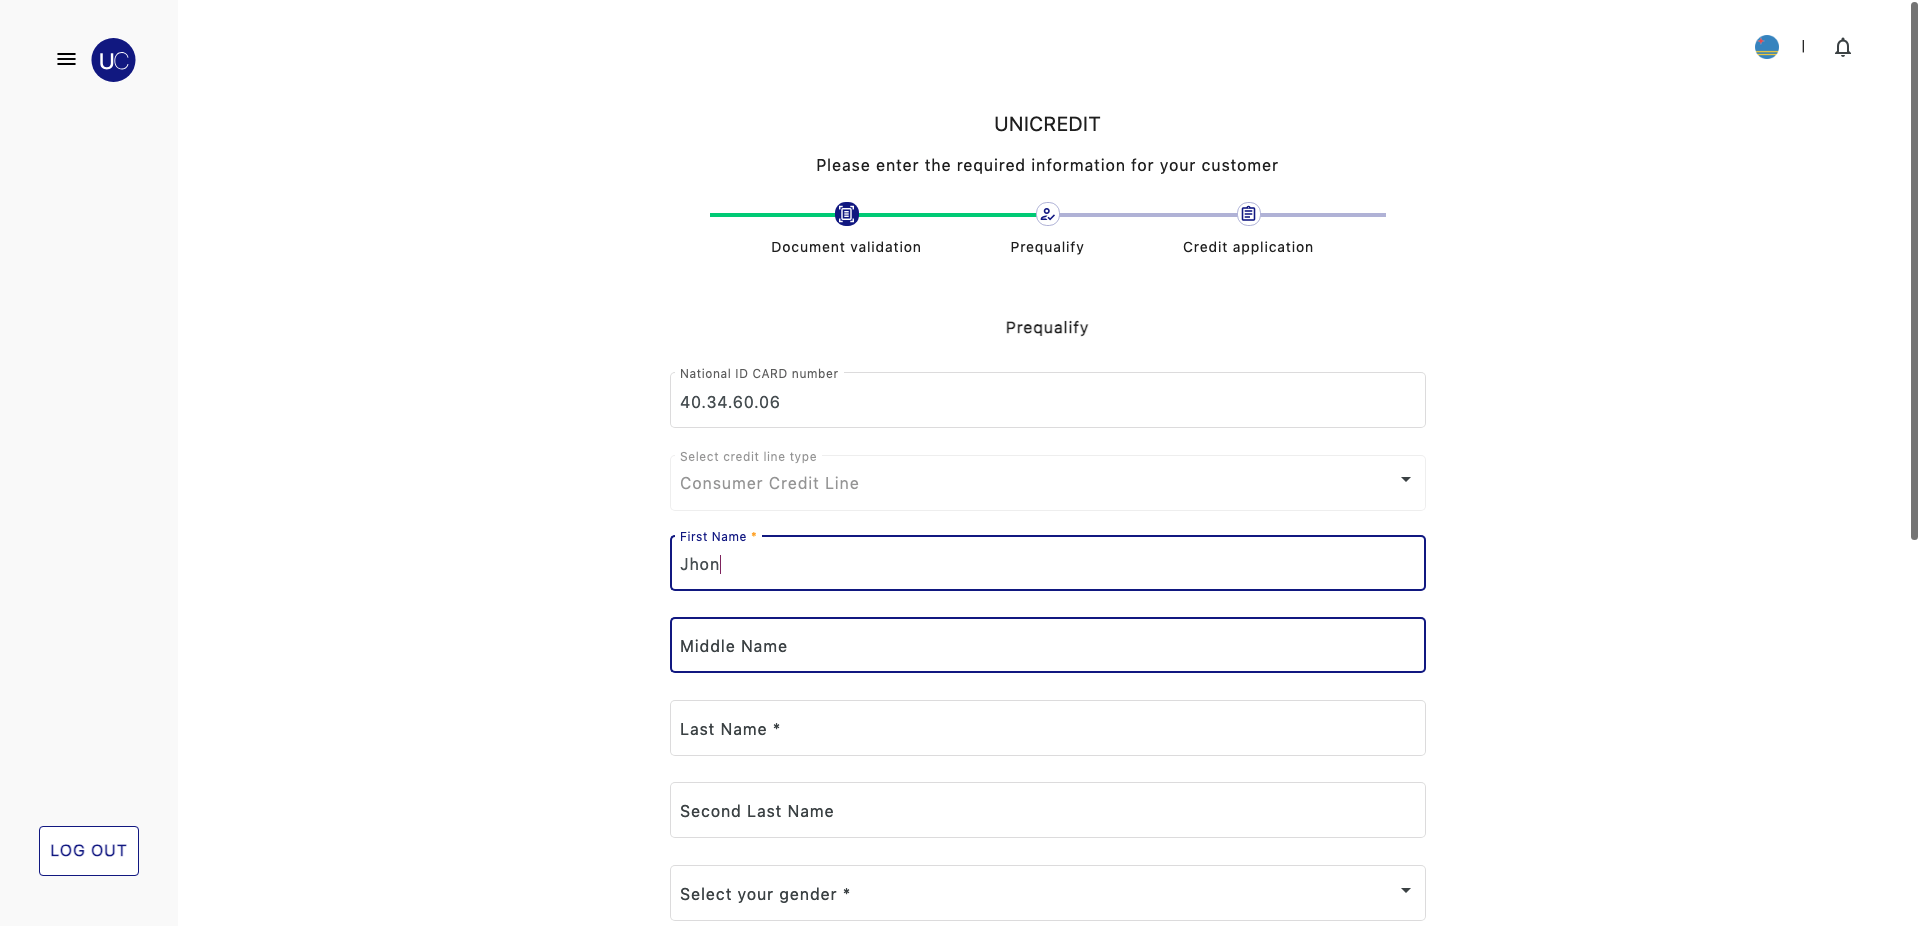 UC
UNICREDIT
Please enter the required information for your customer
Document validation
Prequalify
Credit application
Prequalify
National ID CARD number
40.34.60.06
Select credit line type
Consumer Credit Line
First Name *
Jhon
Middle Name
Last Name *
Second Last Name
Select your gender *
LOG OUT